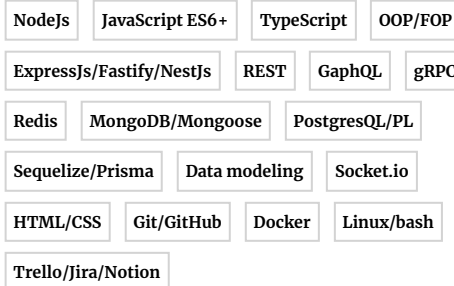 NodeJs JavaScript ES6+ TypeScript OOP/FOP
ExpressJs/Fastify/NestJs REST GaphQL gRPC
Redis MongoDB/Mongoose PostgresQL/PL
Sequelize/Prisma Data modeling Socket.io
HTML/CSS Git/GitHub Docker Linux/bash
Trello/Jira/Notion